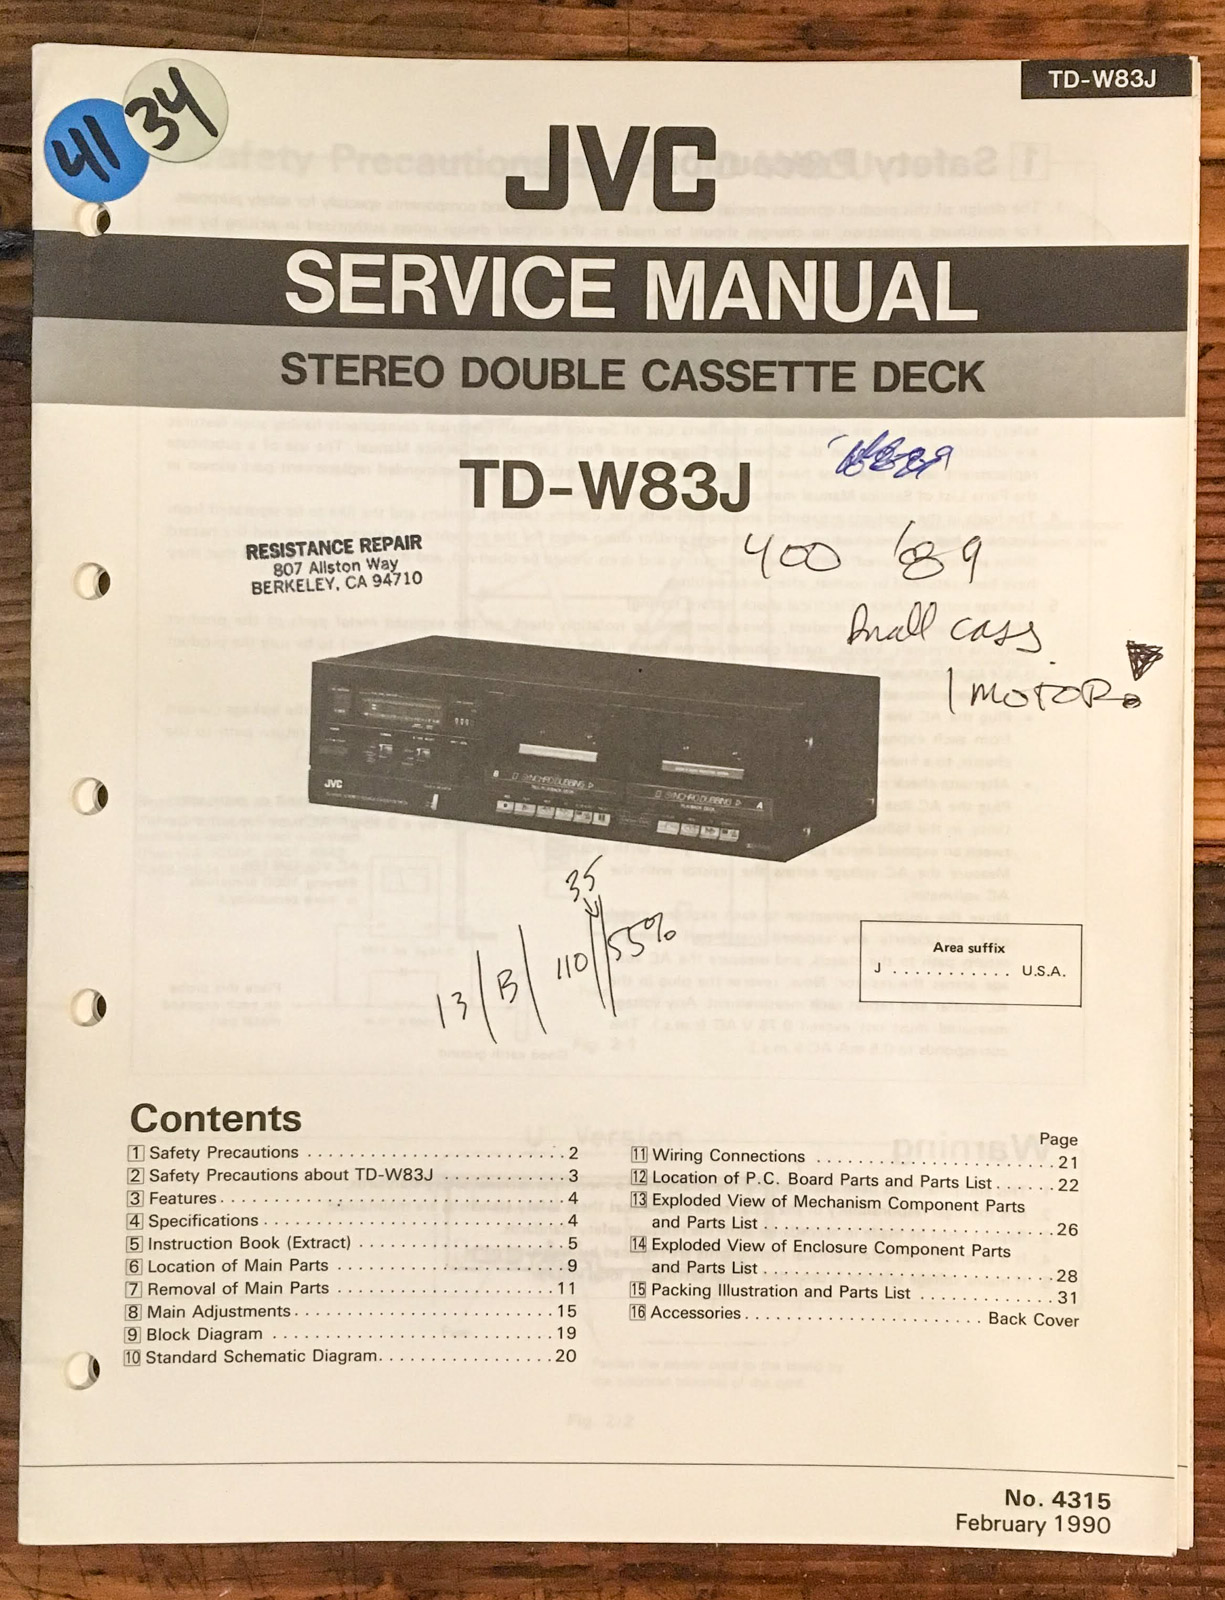 TD-W83J
41
34
JVC
SERVICE MANUAL
STEREO DOUBLE CASSETTE DECK
TD-W83J
RESISTANCE REPAIR
807 Allston Way
BERKELEY, CA 94710
400 '89
Small cass.
1 MOTOR
JVC
B SYNCHRO DUBBING
SYNCHRO DUBBING A
35
13/B/110//55%
Area suffix
J ........... U.S.A.
Contents
1 Safety Precautions ......................... 2
2 Safety Precautions about TD-W83J ............ 3
3 Features ................................. 4
4 Specifications ............................. 4
5 Instruction Book (Extract) .................... 5
6 Location of Main Parts ...................... 9
7 Removal of Main Parts ...................... 11
8 Main Adjustments .......................... 15
9 Block Diagram ............................ 19
10 Standard Schematic Diagram ................. 20
Page
11 Wiring Connections ........................ 21
12 Location of P.C. Board Parts and Parts List ...... 22
13 Exploded View of Mechanism Component Parts
and Parts List ............................. 26
14 Exploded View of Enclosure Component Parts
and Parts List ............................. 28
15 Packing Illustration and Parts List .............. 31
16 Accessories ........................ Back Cover
No. 4315
February 1990